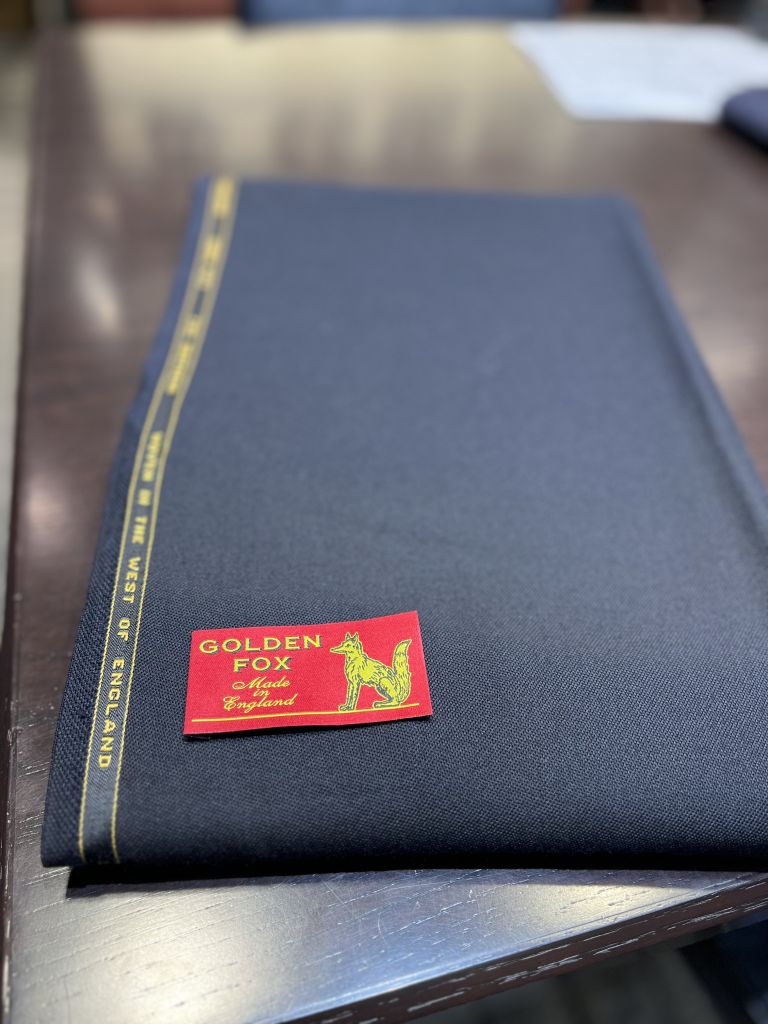 GOLDEN
FOX
Made
in
England
WOVEN IN THE WEST OF ENGLAND